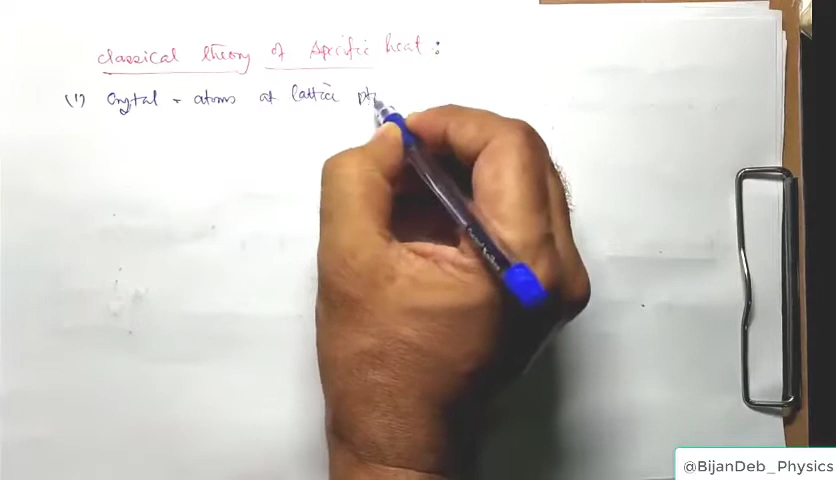 classical theory of specific heat :
(1) Crystal - atoms at lattice pts
@BijanDeb_Physics